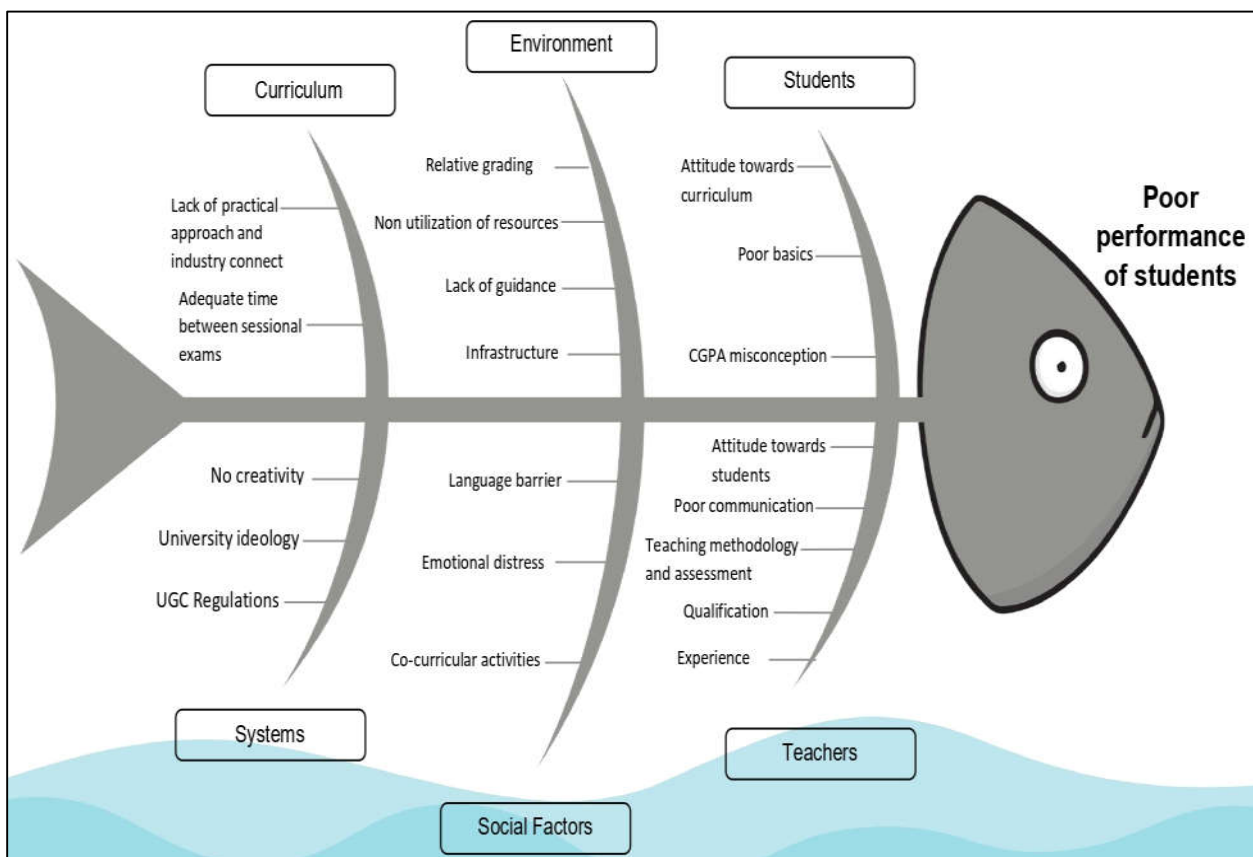 Environment
Curriculum
Students
Relative grading
Attitude towards
curriculum
Lack of practical
approach and
industry connect
Non utilization of resources
Poor basics
Lack of guidance
Adequate time
between sessional
exams
Infrastructure
CGPA misconception
Poor
performance
of students
No creativity
University ideology
UGC Regulations
Language barrier
Emotional distress
Co-curricular activities
Attitude towards
students
Poor communication
Teaching methodology
and assessment
Qualification
Experience
Systems
Social Factors
Teachers